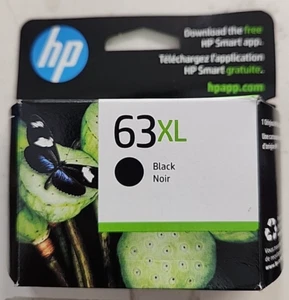 hp
Download the free
HP Smart app.
Téléchargez l'application
HP Smart gratuite.
hpapp.com
63XL
Black
Noir